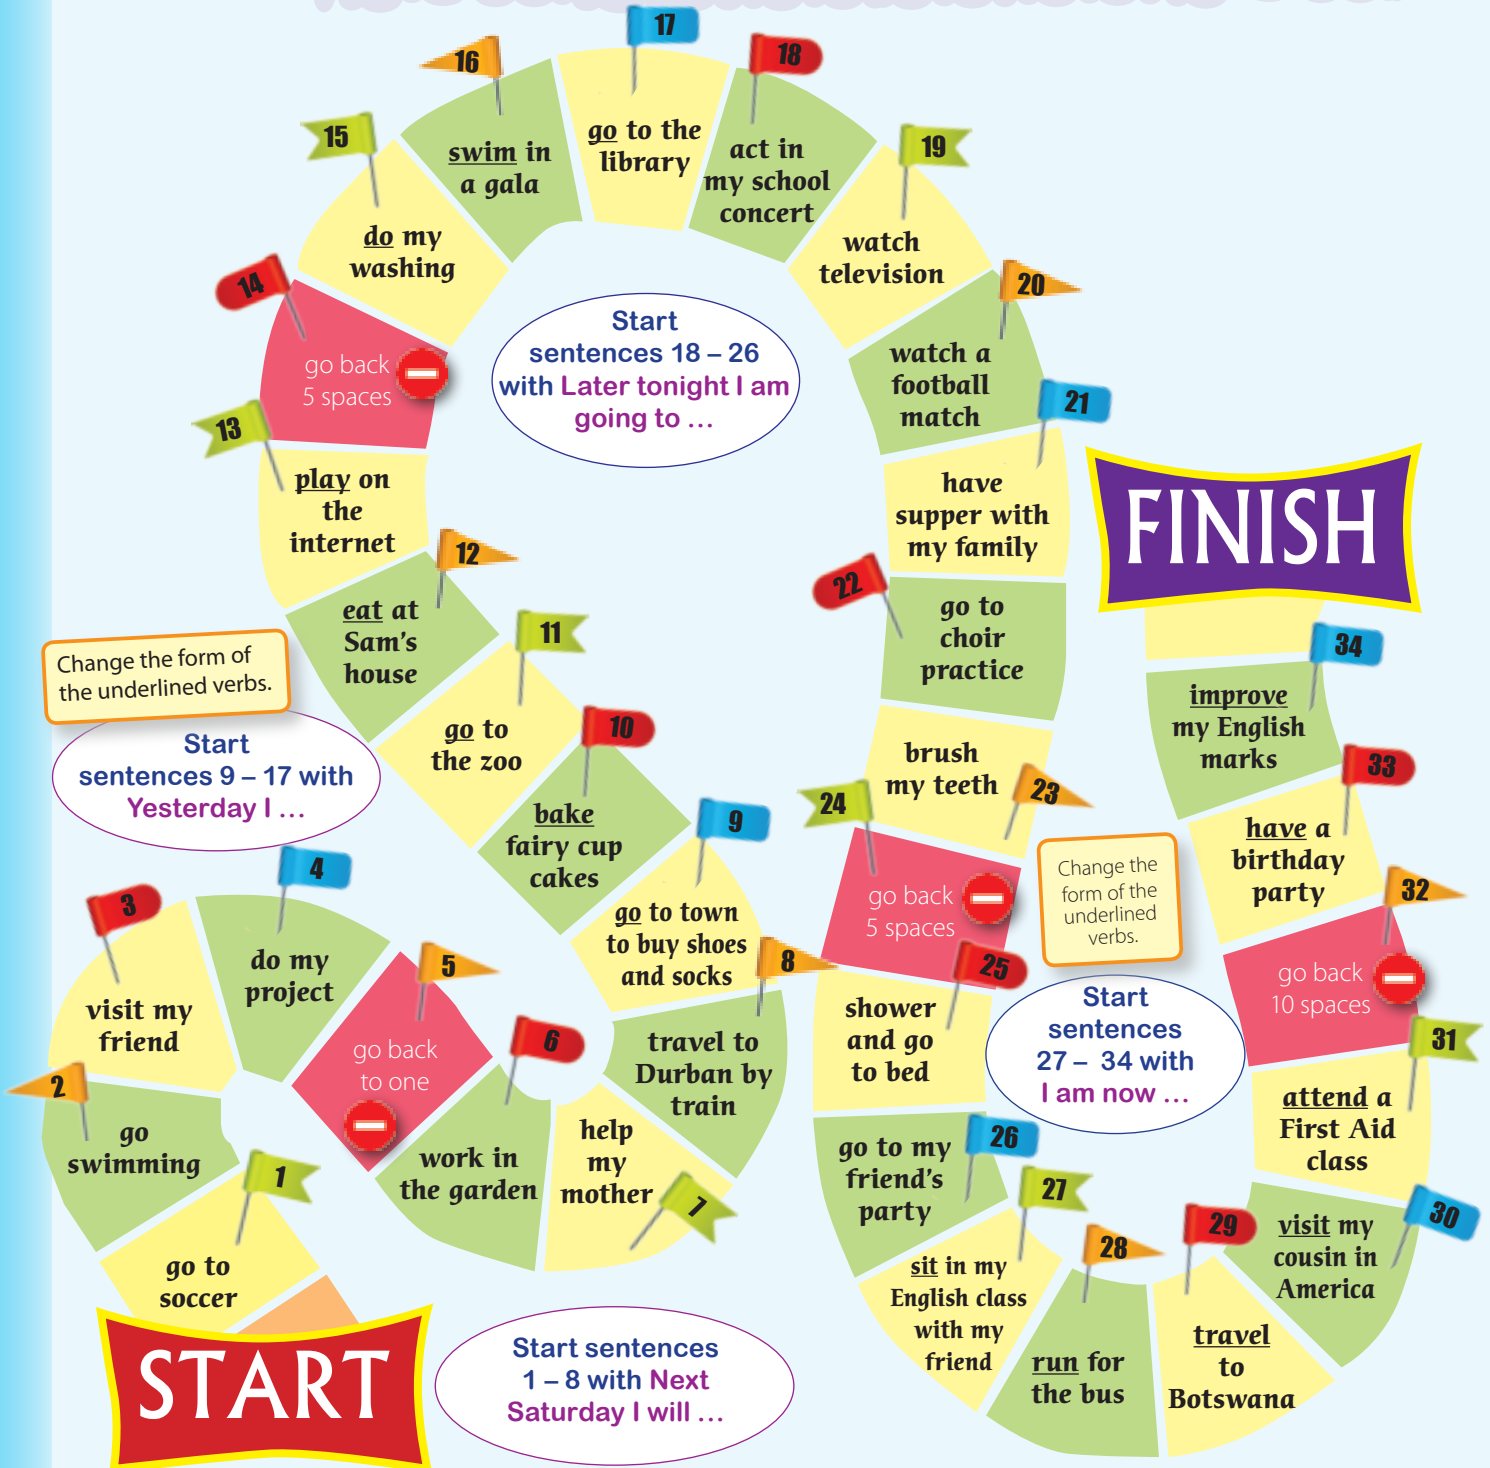 START
go to
soccer
1
go
swimming
2
visit my
friend
3
do my
project
4
go back
to one
5
work in
the garden
6
help
my
mother
7
travel to
Durban by
train
8
Start sentences
1 – 8 with Next
Saturday I will ...
go to town
to buy shoes
and socks
9
bake
fairy cup
cakes
10
go to
the zoo
11
eat at
Sam's
house
12
play on
the
internet
13
go back
5 spaces
14
do my
washing
15
swim in
a gala
16
go to the
library
17
Change the form of
the underlined verbs.
Start
sentences 9 – 17 with
Yesterday I ...
act in
my school
concert
18
watch
television
19
watch a
football
match
20
have
supper with
my family
21
go to
choir
practice
22
brush
my teeth
23
go back
5 spaces
24
shower
and go
to bed
25
go to my
friend's
party
26
Start
sentences 18 – 26
with Later tonight I am
going to ...
sit in my
English class
with my
friend
27
run for
the bus
28
travel
to
Botswana
29
visit my
cousin in
America
30
attend a
First Aid
class
31
go back
10 spaces
32
have a
birthday
party
33
improve
my English
marks
34
Change the
form of the
underlined
verbs.
Start
sentences
27 – 34 with
I am now ...
FINISH